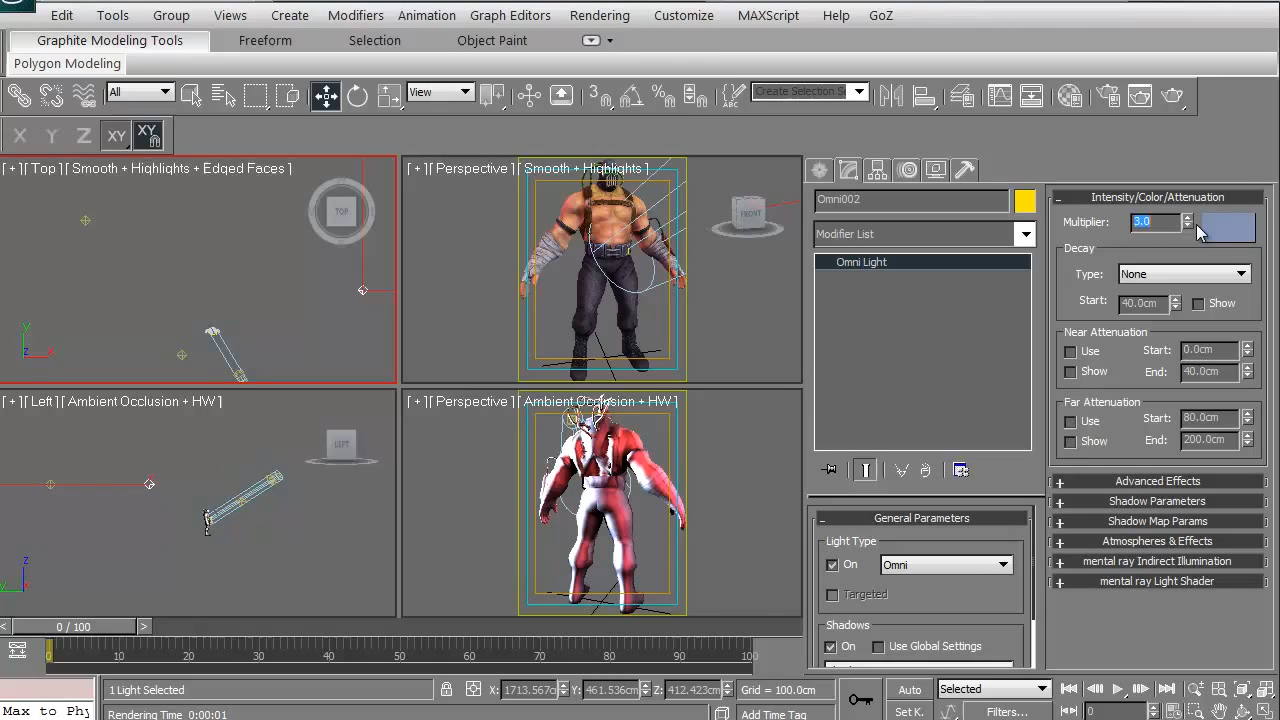 Edit Tools Group Views Create Modifiers Animation Graph Editors Rendering Customize MAXScript Help GoZ
Graphite Modeling Tools Freeform Selection Object Paint
Polygon Modeling
All View Create Selection Se
X Y Z XY XY
[ + ][ Top ][ Smooth + Highlights + Edged Faces ]
TOP
[ + ][ Perspective ][ Smooth + Highlights ]
FRONT
[ + ][ Left ][ Ambient Occlusion + HW ]
LEFT
[ + ][ Perspective ][ Ambient Occlusion + HW ]
Omni002
Modifier List
Omni Light
General Parameters
Light Type
On Omni
Targeted
Shadows
On Use Global Settings
Intensity/Color/Attenuation
Multiplier: 3.0
Decay
Type: None
Start: 40.0cm Show
Near Attenuation
Use Start: 0.0cm
Show End: 40.0cm
Far Attenuation
Use Start: 80.0cm
Show End: 200.0cm
Advanced Effects
Shadow Parameters
Shadow Map Params
Atmospheres & Effects
mental ray Indirect Illumination
mental ray Light Shader
0 / 100
0 10 20 30 40 50 60 70 80 90 100
1 Light Selected X: 1713.567c Y: 461.536cm Z: 412.423cm Grid = 100.0cm Auto Selected
Max to Phy Rendering Time 0:00:01 Add Time Tag Set K. Filters... 0